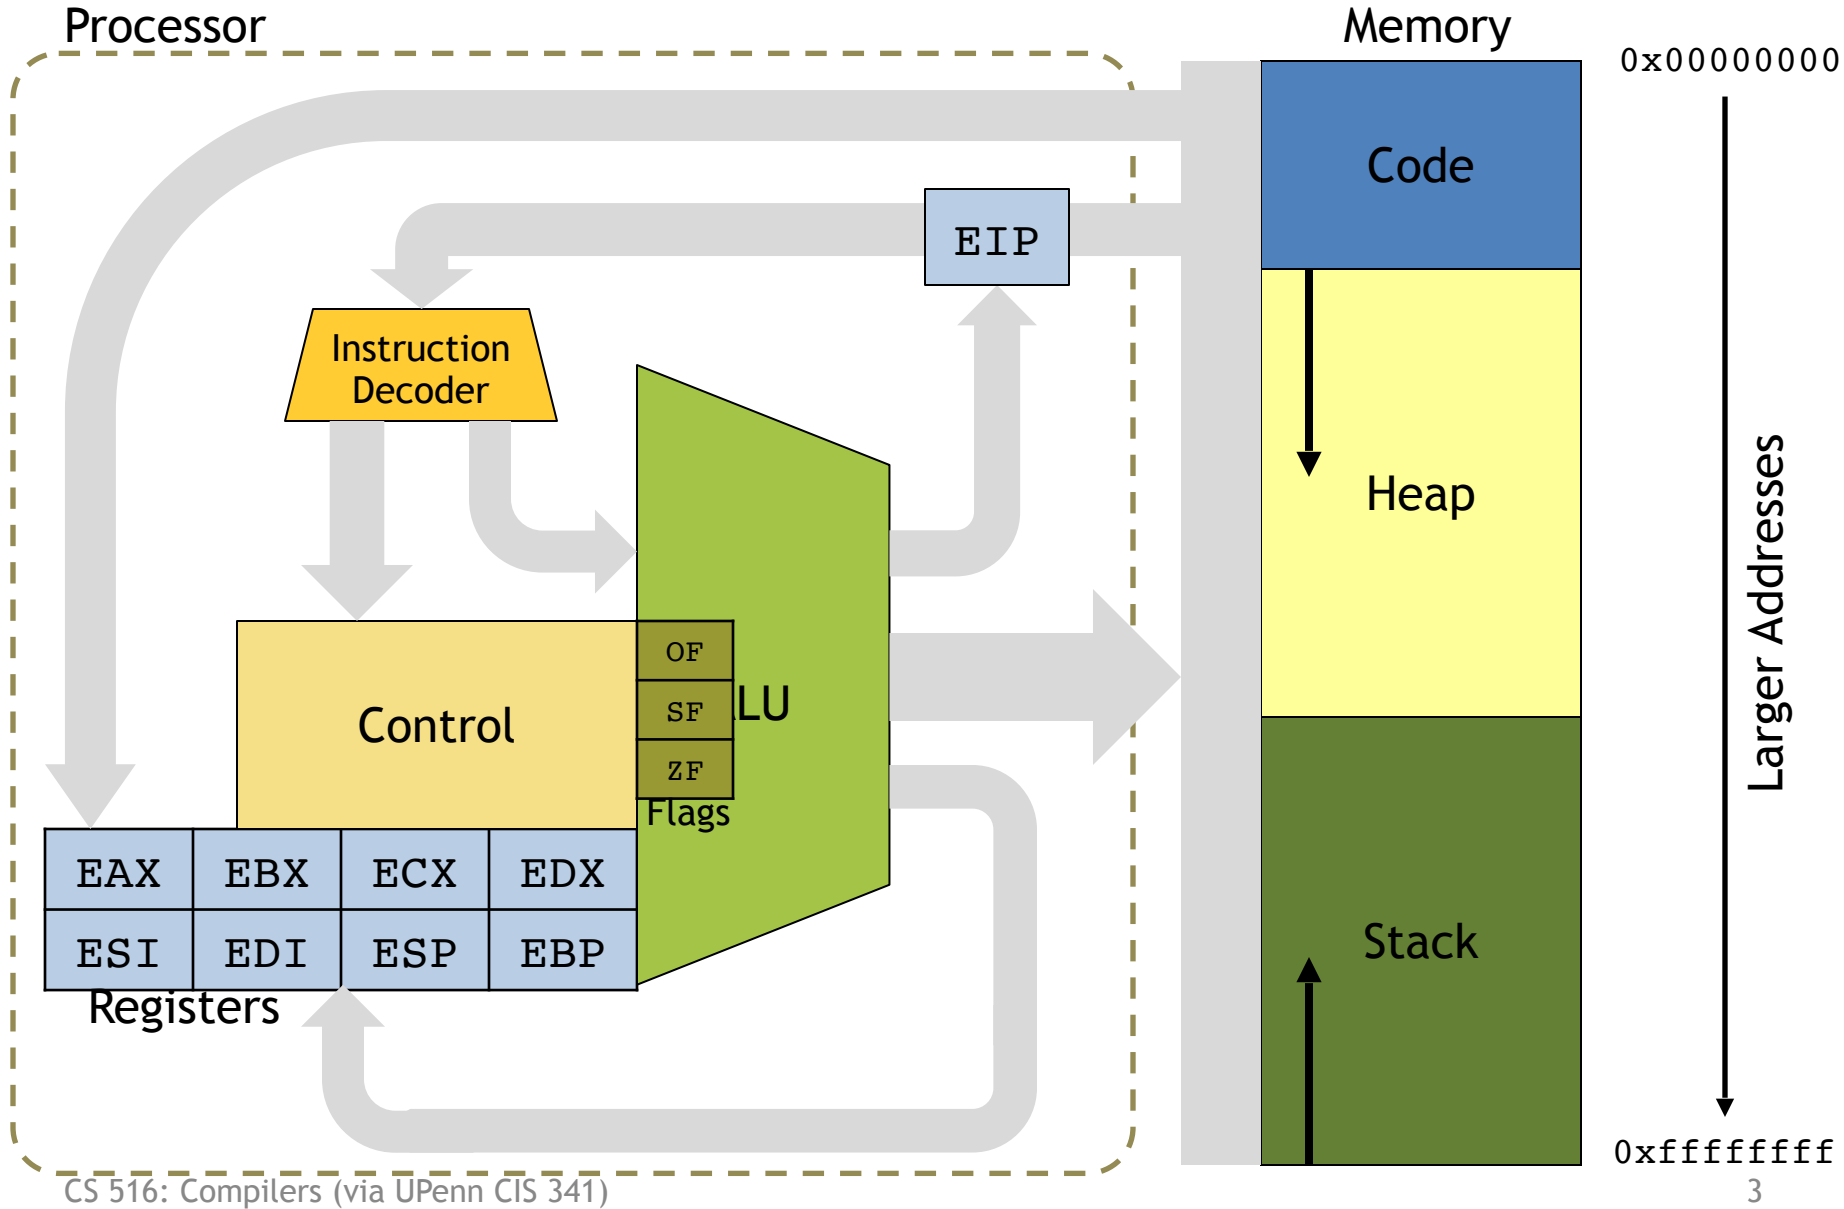 Processor
Memory
0x00000000
Code
EIP
Instruction
Decoder
Heap
Larger Addresses
OF
SF
LU
ZF
Flags
Control
EAX EBX ECX EDX
ESI EDI ESP EBP
Registers
Stack
0xffffffff
CS 516: Compilers (via UPenn CIS 341)
3